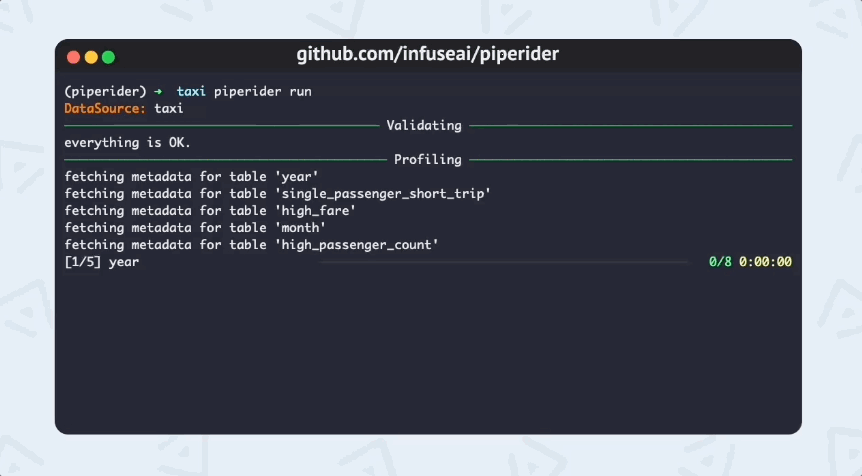 github.com/infuseai/piperider
(piperider) ➜ taxi piperider run
DataSource: taxi
Validating
everything is OK.
Profiling
fetching metadata for table 'year'
fetching metadata for table 'single_passenger_short_trip'
fetching metadata for table 'high_fare'
fetching metadata for table 'month'
fetching metadata for table 'high_passenger_count'
[1/5] year 0/8 0:00:00